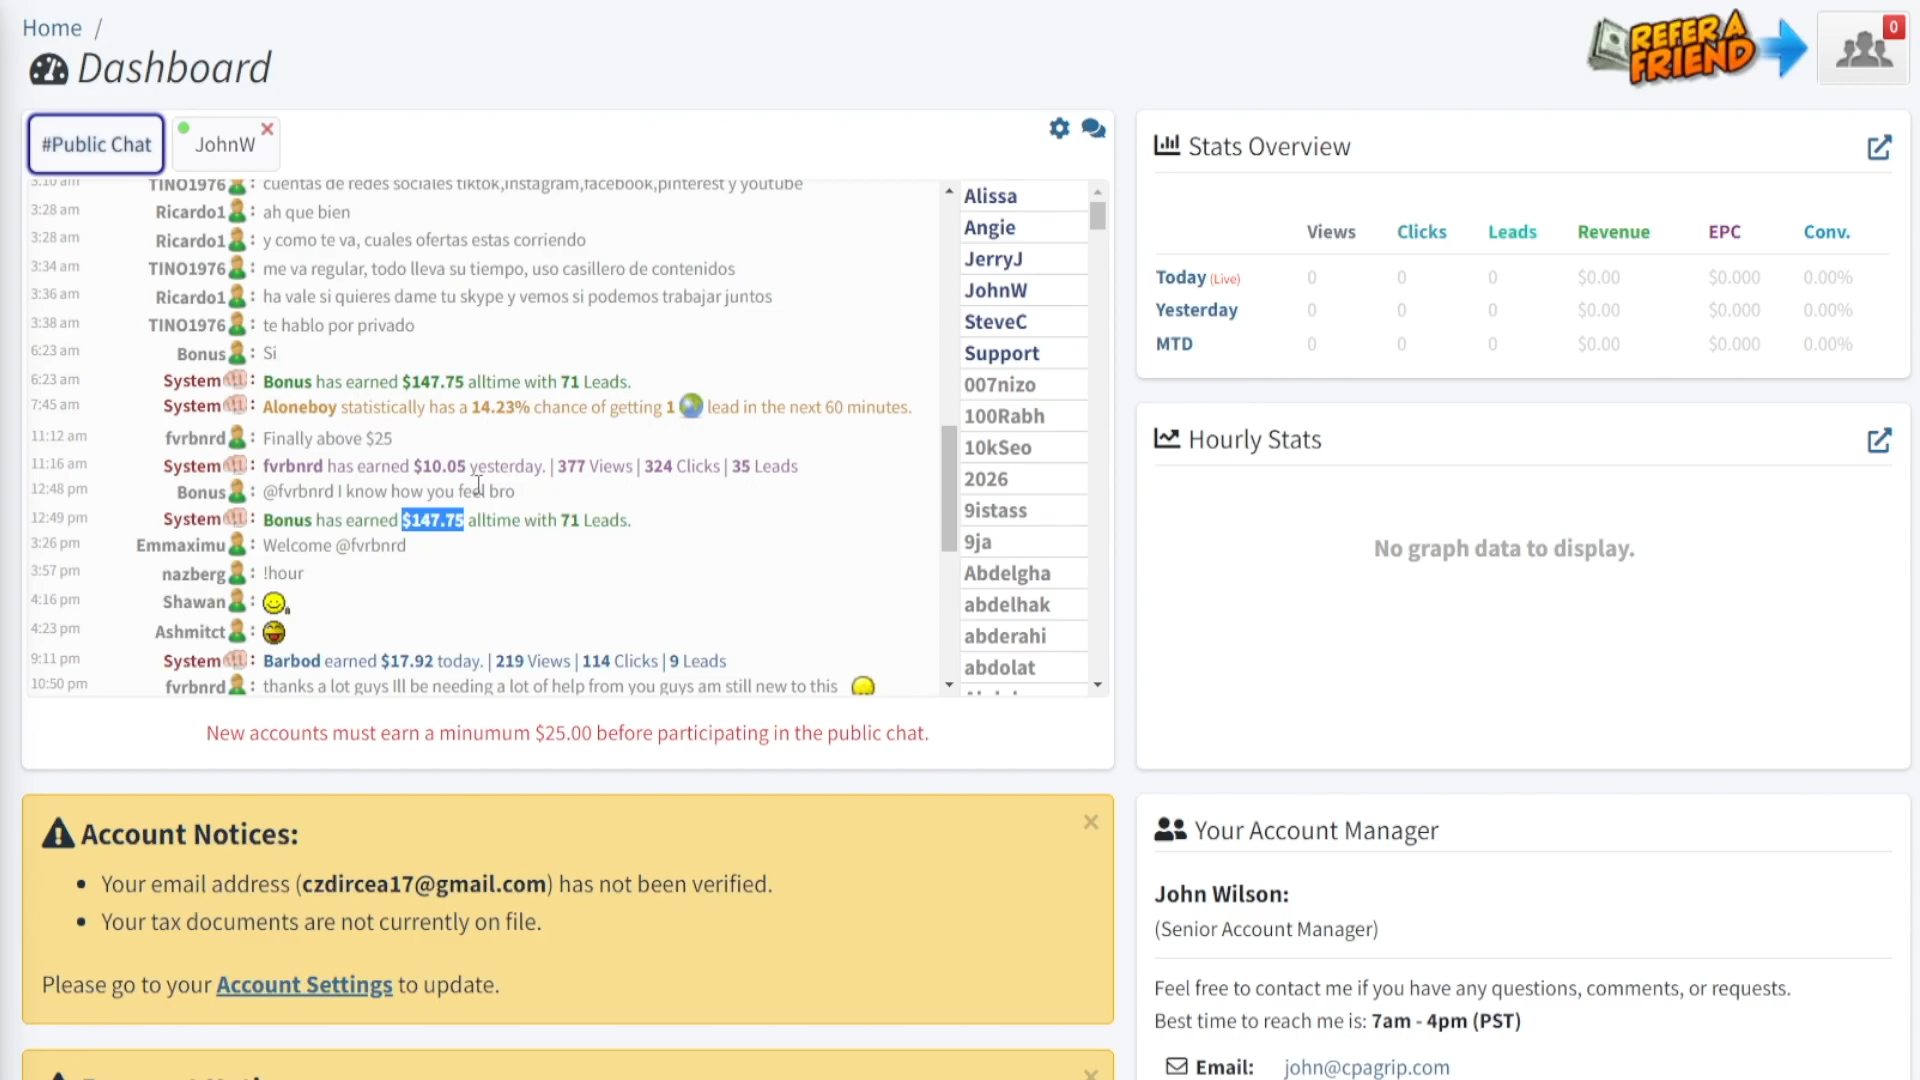 Home /
Dashboard
REFER A FRIEND
0
#Public Chat
JohnW
3:10 am TINO1976 : cuentas de redes sociales tiktok,instagram,facebook,pinterest y youtube
3:28 am Ricardo1 : ah que bien
3:28 am Ricardo1 : y como te va, cuales ofertas estas corriendo
3:34 am TINO1976 : me va regular, todo lleva su tiempo, uso casillero de contenidos
3:36 am Ricardo1 : ha vale si quieres dame tu skype y vemos si podemos trabajar juntos
3:38 am TINO1976 : te hablo por privado
6:23 am Bonus : Si
6:23 am System : Bonus has earned $147.75 alltime with 71 Leads.
7:45 am System : Aloneboy statistically has a 14.23% chance of getting 1 lead in the next 60 minutes.
11:12 am fvrbnrd : Finally above $25
11:16 am System : fvrbnrd has earned $10.05 yesterday. | 377 Views | 324 Clicks | 35 Leads
12:48 pm Bonus : @fvrbnrd I know how you feel bro
12:49 pm System : Bonus has earned $147.75 alltime with 71 Leads.
3:26 pm Emmaximu : Welcome @fvrbnrd
3:57 pm nazberg : !hour
4:16 pm Shawan :
4:23 pm Ashmitct :
9:11 pm System : Barbod earned $17.92 today. | 219 Views | 114 Clicks | 9 Leads
10:50 pm fvrbnrd : thanks a lot guys Ill be needing a lot of help from you guys am still new to this
Alissa
Angie
JerryJ
JohnW
SteveC
Support
007nizo
100Rabh
10kSeo
2026
9istass
9ja
Abdelgha
abdelhak
abderahi
abdolat
New accounts must earn a minumum $25.00 before participating in the public chat.
Stats Overview
Views Clicks Leads Revenue EPC Conv.
Today (Live) 0 0 0 $0.00 $0.000 0.00%
Yesterday 0 0 0 $0.00 $0.000 0.00%
MTD 0 0 0 $0.00 $0.000 0.00%
Hourly Stats
No graph data to display.
Account Notices:
• Your email address (czdircea17@gmail.com) has not been verified.
• Your tax documents are not currently on file.
Please go to your Account Settings to update.
Your Account Manager
John Wilson:
(Senior Account Manager)
Feel free to contact me if you have any questions, comments, or requests.
Best time to reach me is: 7am - 4pm (PST)
Email: john@cpagrip.com